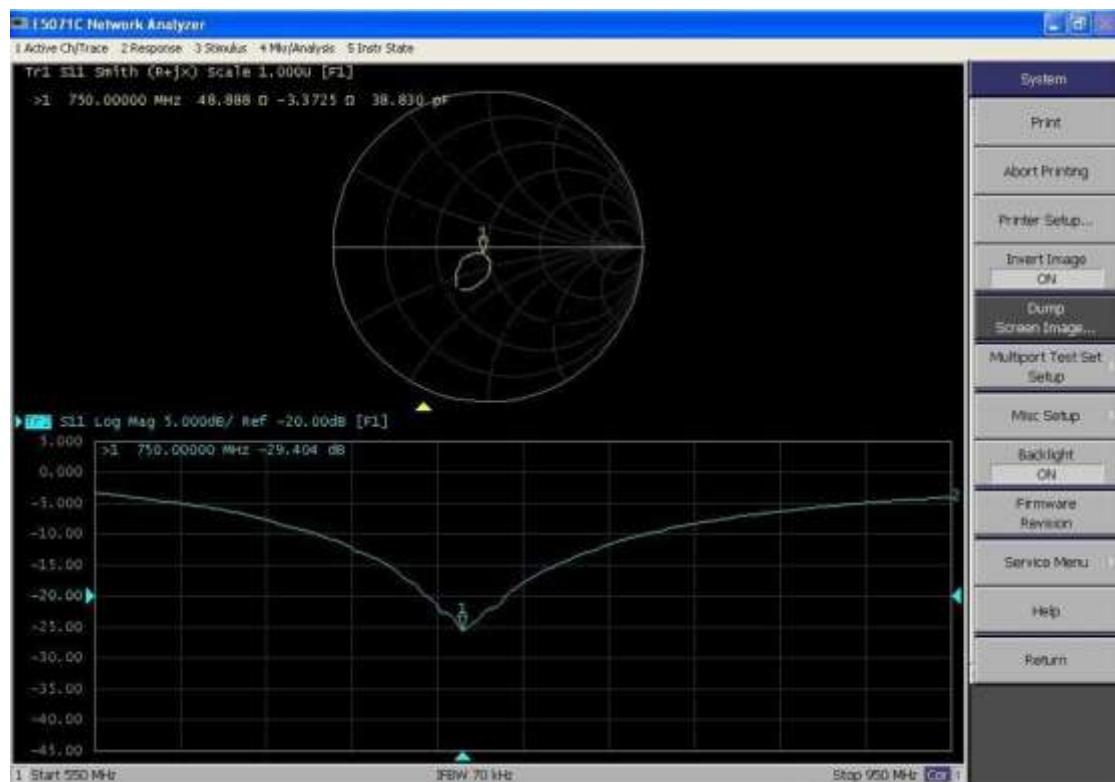 E5071C Network Analyzer
1 Active Ch/Trace 2 Response 3 Stimulus 4 Mkr/Analysis 5 Instr State
Tr1 S11 Smith (R+jX) Scale 1.000U [F1]
>1 750.00000 MHz 48.888 Ω -3.3725 Ω 38.830 pF
1
Tr2 S11 Log Mag 5.000dB/ Ref -20.00dB [F1]
>1 750.00000 MHz -29.404 dB
5.000
0.000
-5.000
-10.00
-15.00
-20.00
-25.00
-30.00
-35.00
-40.00
-45.00
1
2
1 Start 550 MHz
IFBW 70 kHz
Stop 950 MHz
Cor
System
Print
Abort Printing
Printer Setup...
Invert Image
ON
Dump
Screen Image...
Multiport Test Set
Setup
Misc Setup
Backlight
ON
Firmware
Revision
Service Menu
Help
Return